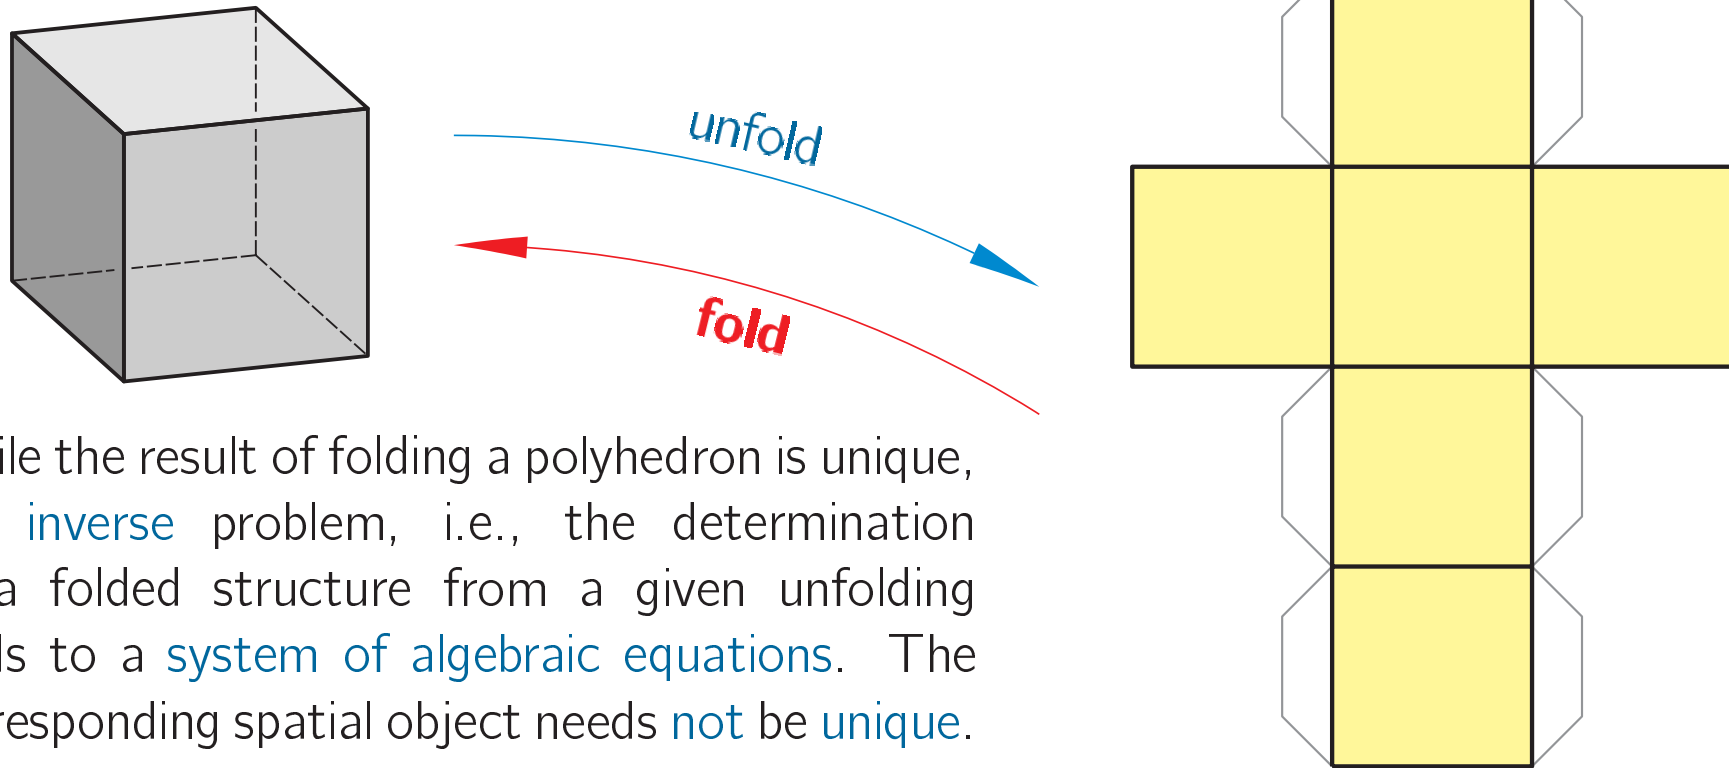 unfold
fold
ile the result of folding a polyhedron is unique,
inverse problem, i.e., the determination
a folded structure from a given unfolding
ds to a system of algebraic equations. The
responding spatial object needs not be unique.